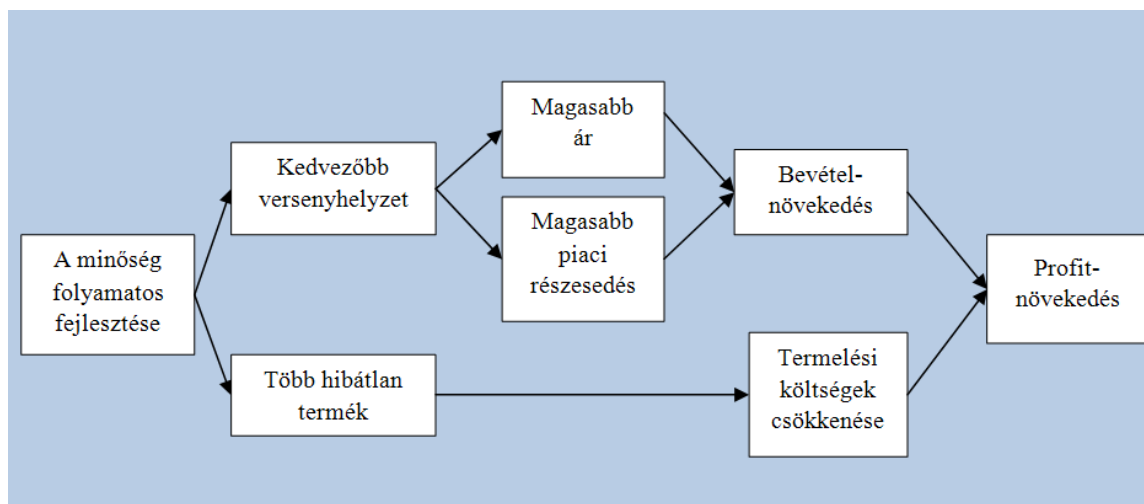 A minőség
folyamatos
fejlesztése
Kedvezőbb
versenyhelyzet
Több hibátlan
termék
Magasabb
ár
Magasabb
piaci
részesedés
Bevétel-
növekedés
Termelési
költségek
csökkenése
Profit-
növekedés